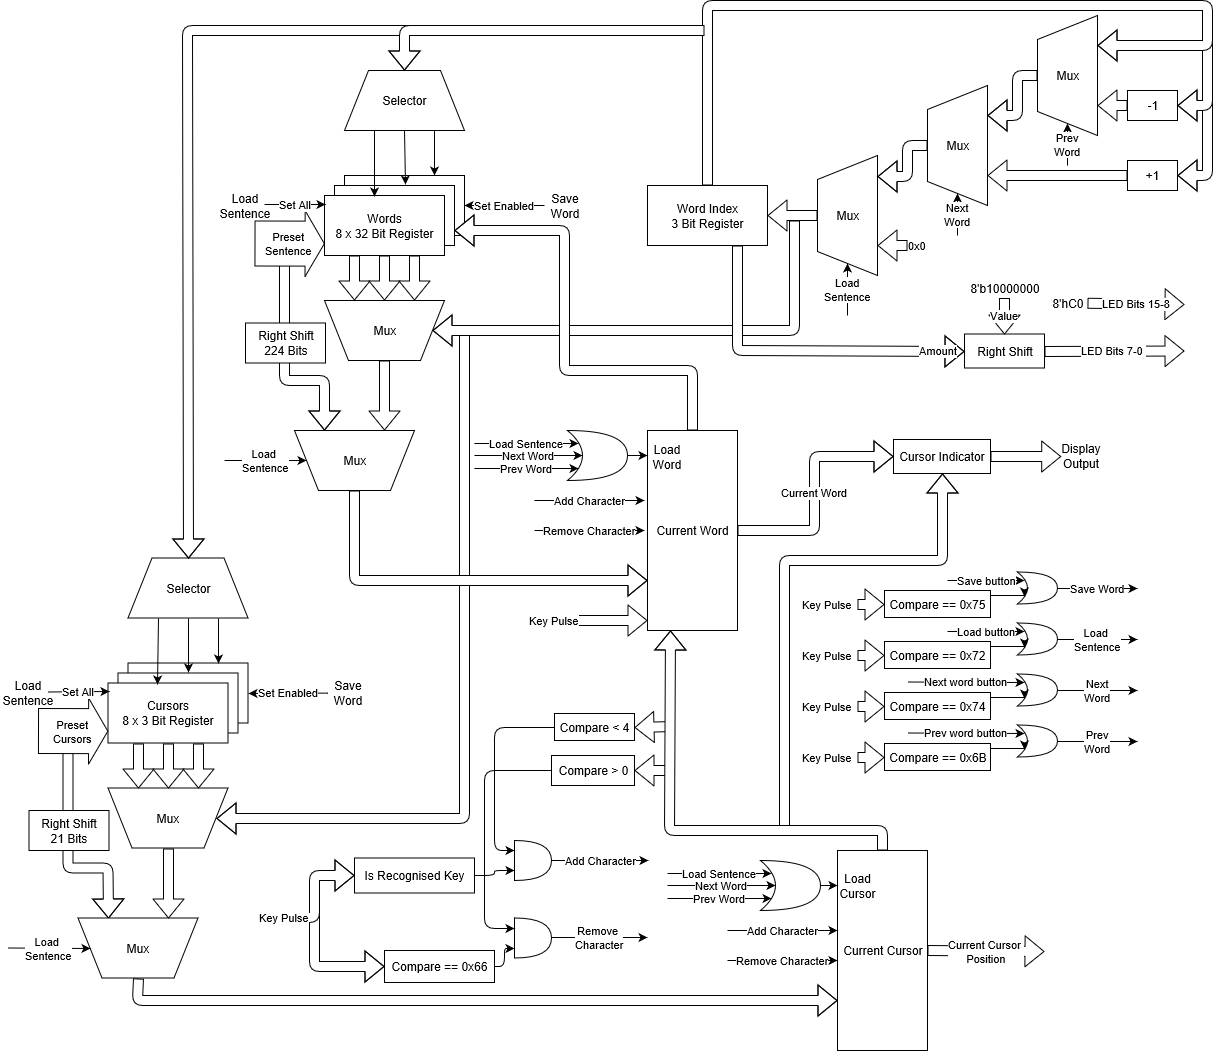 Mux
Selector
-1
Prev
Word
Mux
+1
Next
Word
Load
Sentence
Set All
Words
8 x 32 Bit Register
Set Enabled
Save
Word
Word Index
3 Bit Register
Mux
0x0
Preset
Sentence
Load
Sentence
8'b10000000
Value
8'hC0
LED Bits 15-8
Right Shift
224 Bits
Mux
Amount
Right Shift
LED Bits 7-0
Load
Sentence
Mux
Load Sentence
Next Word
Prev Word
Load
Word
Add Character
Remove Character
Current Word
Current Word
Cursor Indicator
Display
Output
Key Pulse
Selector
Save button
Key Pulse
Compare == 0x75
Save Word
Load button
Key Pulse
Compare == 0x72
Load
Sentence
Next word button
Key Pulse
Compare == 0x74
Next
Word
Prev word button
Key Pulse
Compare == 0x6B
Prev
Word
Load
Sentence
Set All
Cursors
8 x 3 Bit Register
Set Enabled
Save
Word
Preset
Cursors
Compare < 4
Compare > 0
Right Shift
21 Bits
Mux
Is Recognised Key
Add Character
Key Pulse
Compare == 0x66
Remove
Character
Load Sentence
Next Word
Prev Word
Load
Cursor
Add Character
Remove Character
Current Cursor
Current Cursor
Position
Load
Sentence
Mux